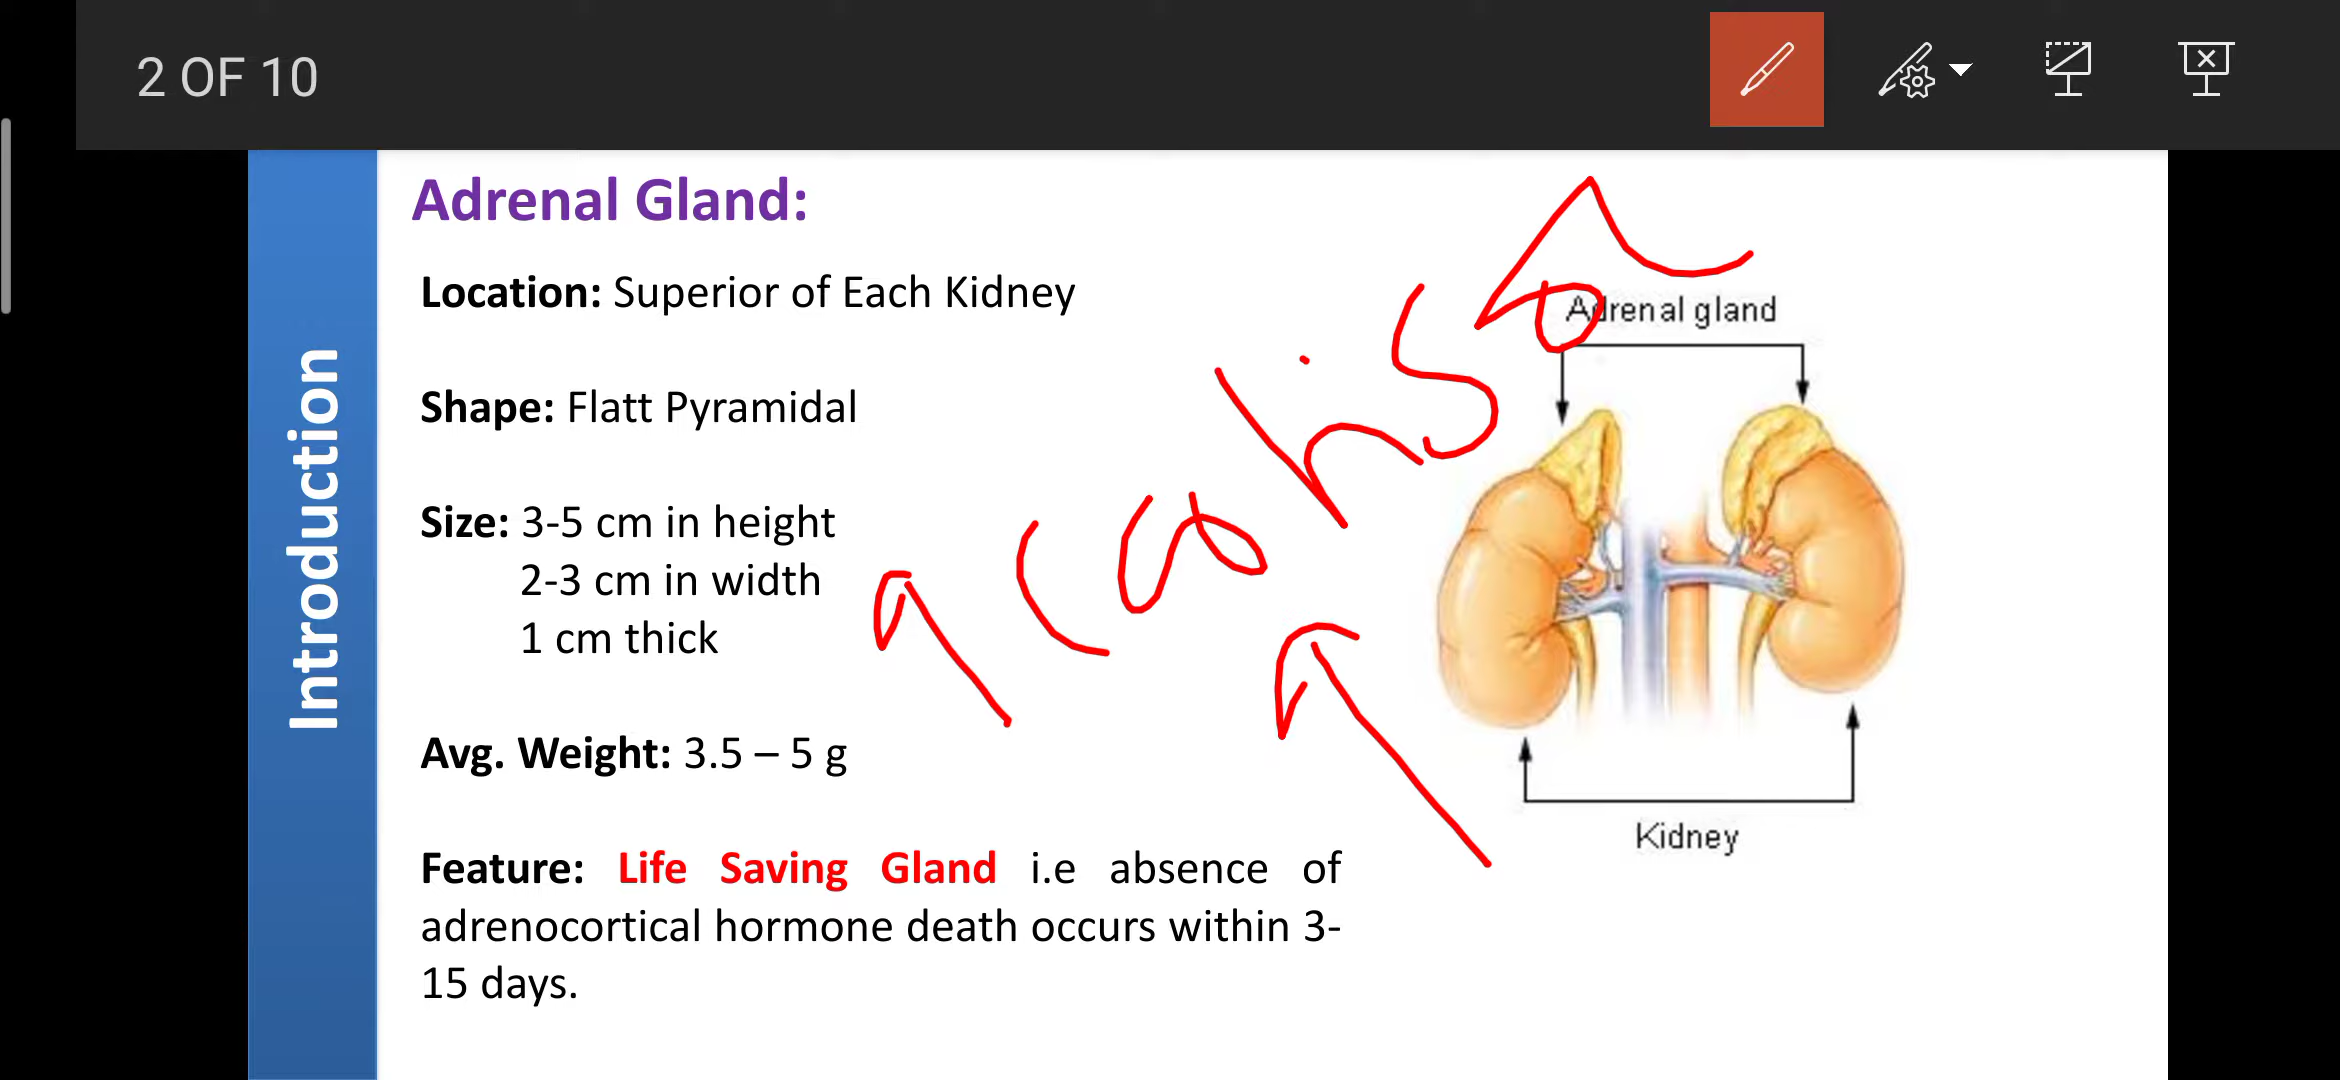 2 OF 10
Introduction
Adrenal Gland:
Location: Superior of Each Kidney
Shape: Flatt Pyramidal
Size: 3-5 cm in height
2-3 cm in width
1 cm thick
Avg. Weight: 3.5 – 5 g
Feature: Life Saving Gland i.e absence of
adrenocortical hormone death occurs within 3-
15 days.
Adrenal gland
Kidney